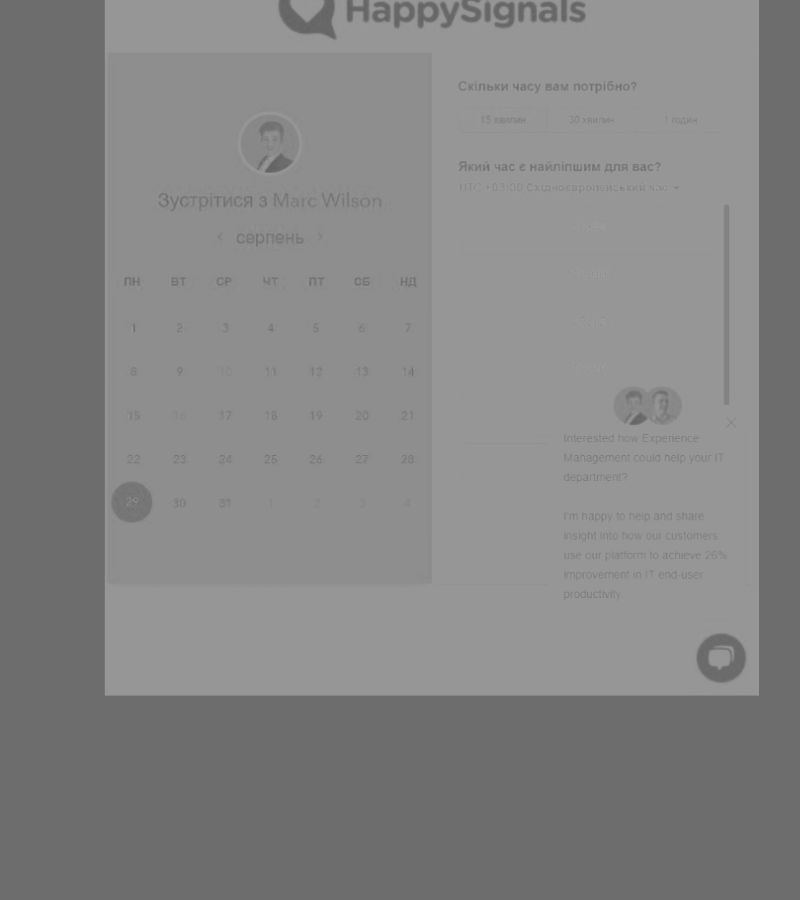 HappySignals
Зустрітися з Marc Wilson
серпень
ПН ВТ СР ЧТ ПТ СБ НД
1 2 3 4 5 6 7
8 9 10 11 12 13 14
15 16 17 18 19 20 21
22 23 24 25 26 27 28
29 30 31 1 2 3 4
Скільки часу вам потрібно?
15 хвилин 30 хвилин 1 годин
Який час є найліпшим для вас?
UTC +03:00 Східноєвропейський час
Interested how Experience
Management could help your IT
department?
I'm happy to help and share
insight into how our customers
use our platform to achieve 26%
improvement in IT end-user
productivity.